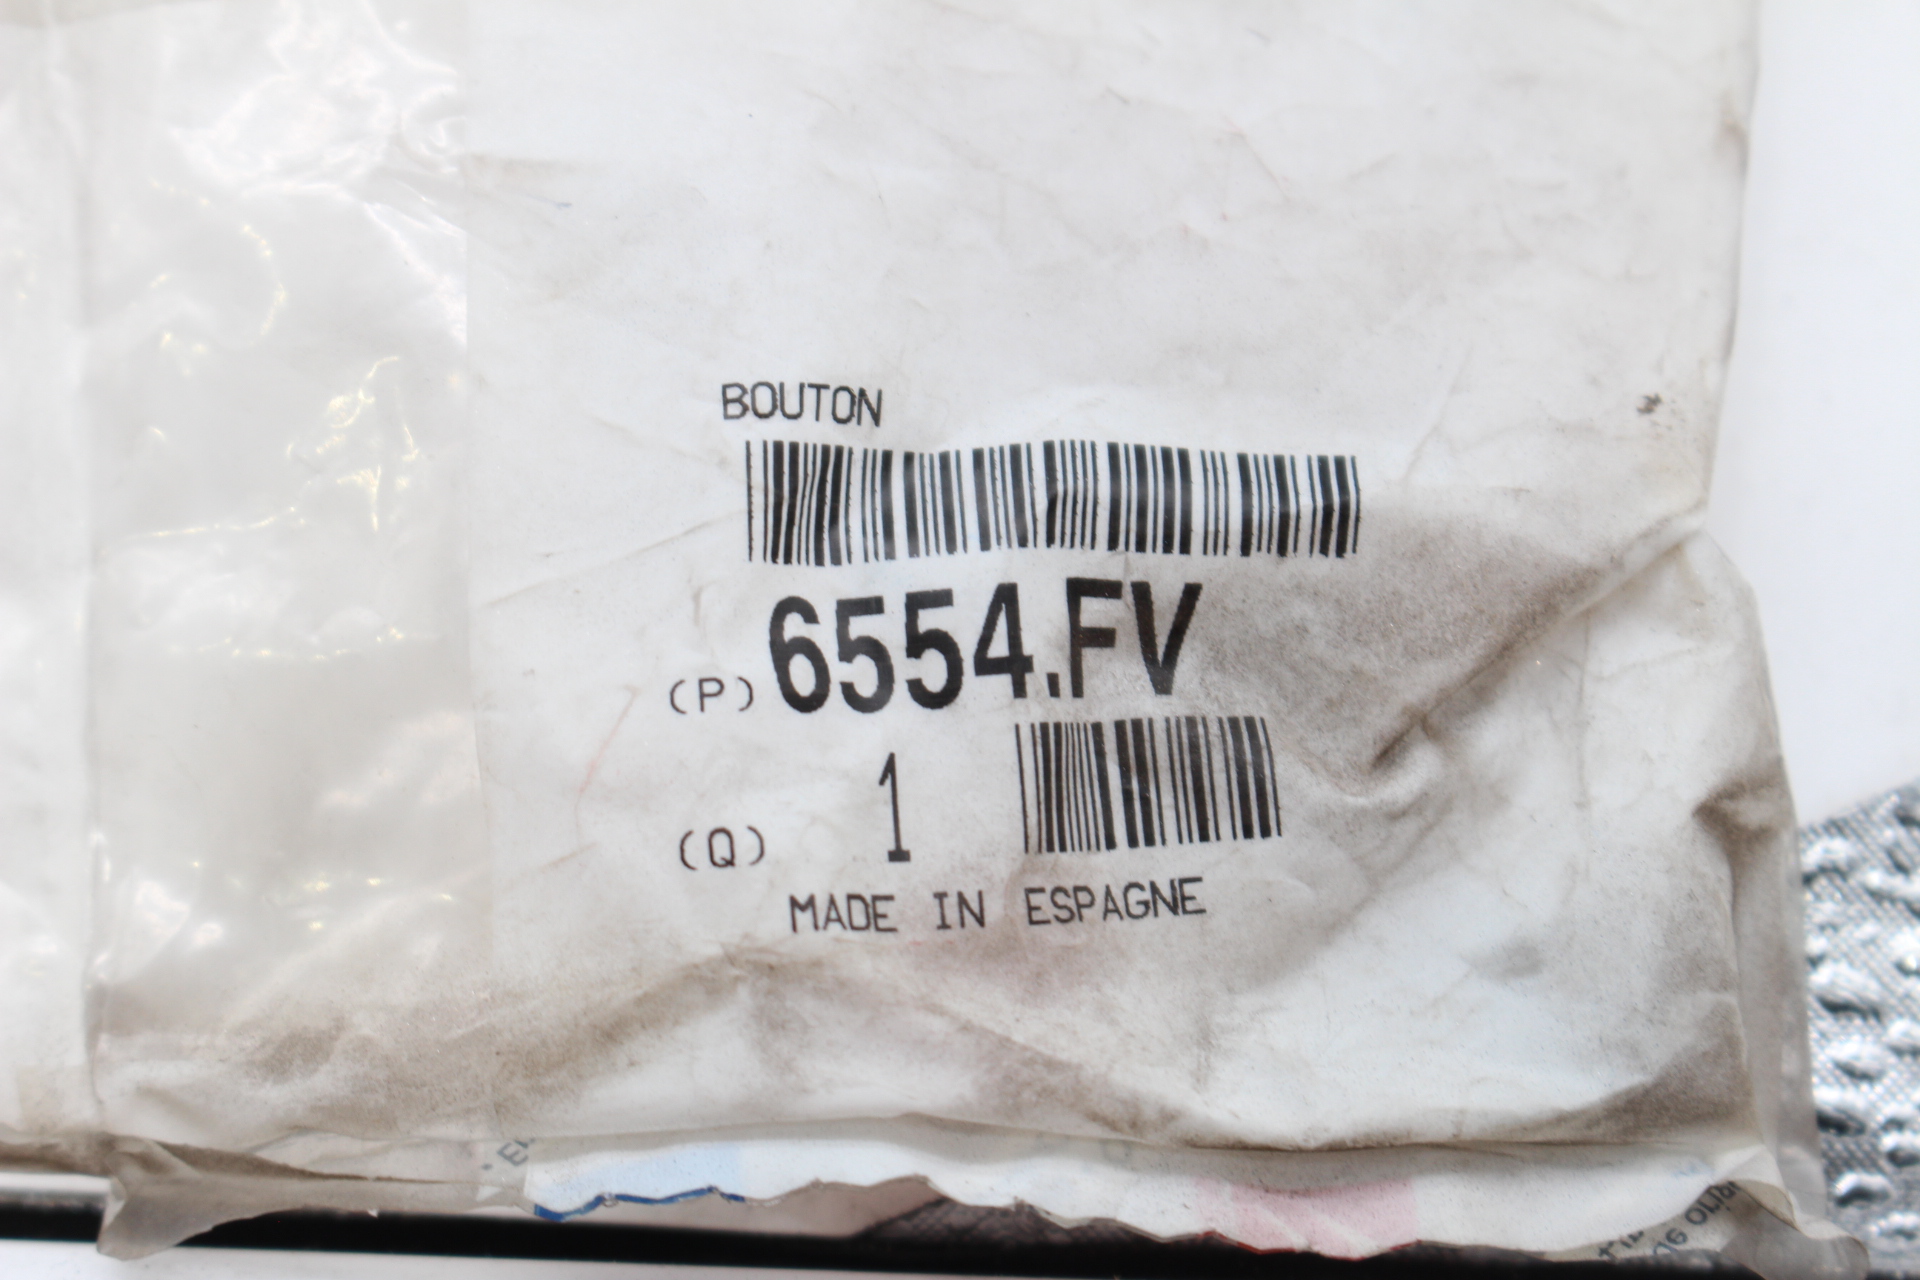 BOUTON
(P) 6554.FV
(Q) 1
MADE IN ESPAGNE